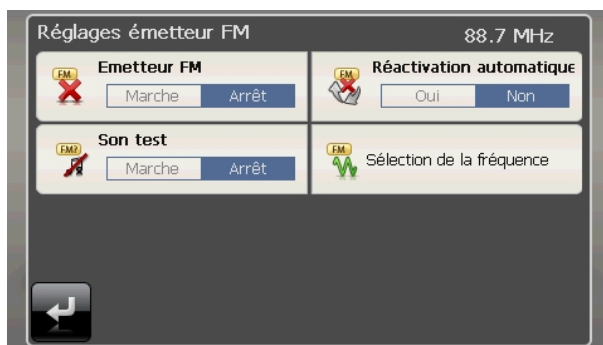 Réglages émetteur FM 88.7 MHz
FM Emetteur FM
Marche Arrêt
FM Réactivation automatique
Oui Non
FM? Son test
Marche Arrêt
FM Sélection de la fréquence